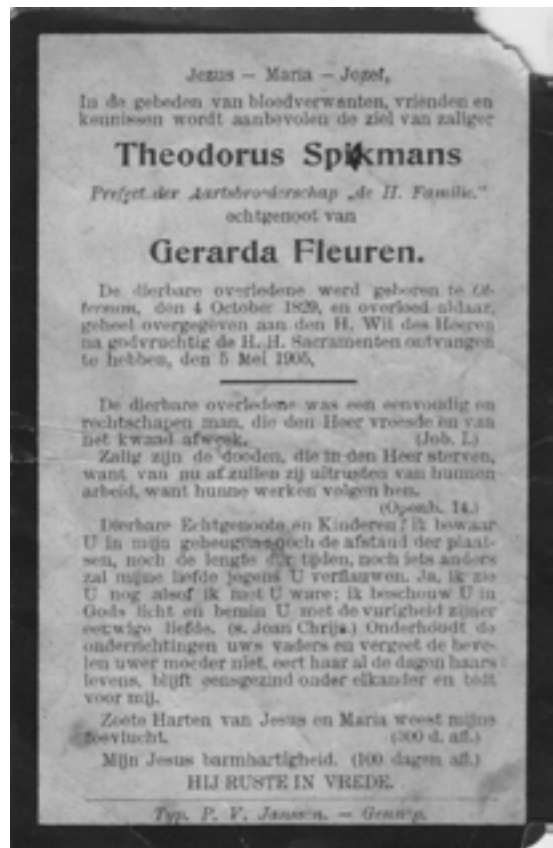 Jezus — Maria — Jozef,
In de gebeden van bloedverwanten, vrienden en
kennissen wordt aanbevolen de ziel van zaliger
Theodorus Spikmans
Prefect der Aartsbroederschap „de H. Familie.”
echtgenoot van
Gerarda Fleuren.
De dierbare overledene werd geboren te Ot-
tersum, den 4 October 1829, en overleed aldaar,
geheel overgegeven aan den H. Wil des Heeren
na godvruchtig de H. H. Sacramenten ontvangen
te hebben, den 5 Mei 1905,
De dierbare overledene was een eenvoudig en
rechtschapen man, die den Heer vreesde en van
het kwaad afweek. (Job. I.)
Zalig zijn de dooden, die in den Heer sterven,
want van nu af zullen zij uitrusten van hunnen
arbeid, want hunne werken volgen hen.
(Openb. 14.)
Dierbare Echtgenoote en Kinderen! ik bewaar
U in mijn geheugen noch de afstand der plaat-
sen, noch de lengte der tijden, noch iets anders
zal mijne liefde jegens U verflauwen. Ja, ik zie
U nog alsof ik met U ware; ik beschouw U in
Gods licht en bemin U met de vurigheid zijner
eeuwige liefde. (s. Joan Chrijs.) Onderhoudt de
onderrichtingen uws vaders en vergeet de beve-
len uwer moeder niet, eert haar al de dagen haars
levens, blijft eensgezind onder elkander en bidt
voor mij.
Zoete Harten van Jesus en Maria weest mijne
toevlucht. (300 d. afl.)
Mijn Jesus barmhartigheid. (100 dagen afl.)
HIJ RUSTE IN VREDE.
Typ. P. V. Janssen. — Gennep.